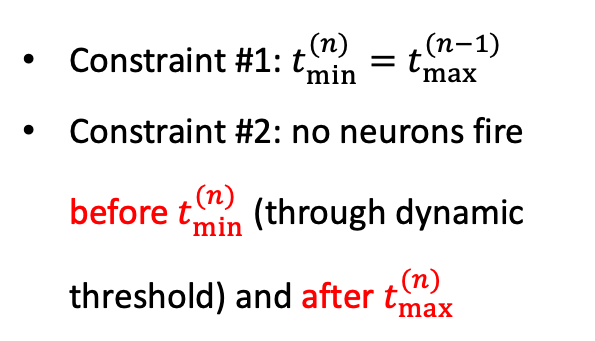 • Constraint #1: t_min^(n) = t_max^(n−1)
• Constraint #2: no neurons fire
before t_min^(n) (through dynamic
threshold) and after t_max^(n)